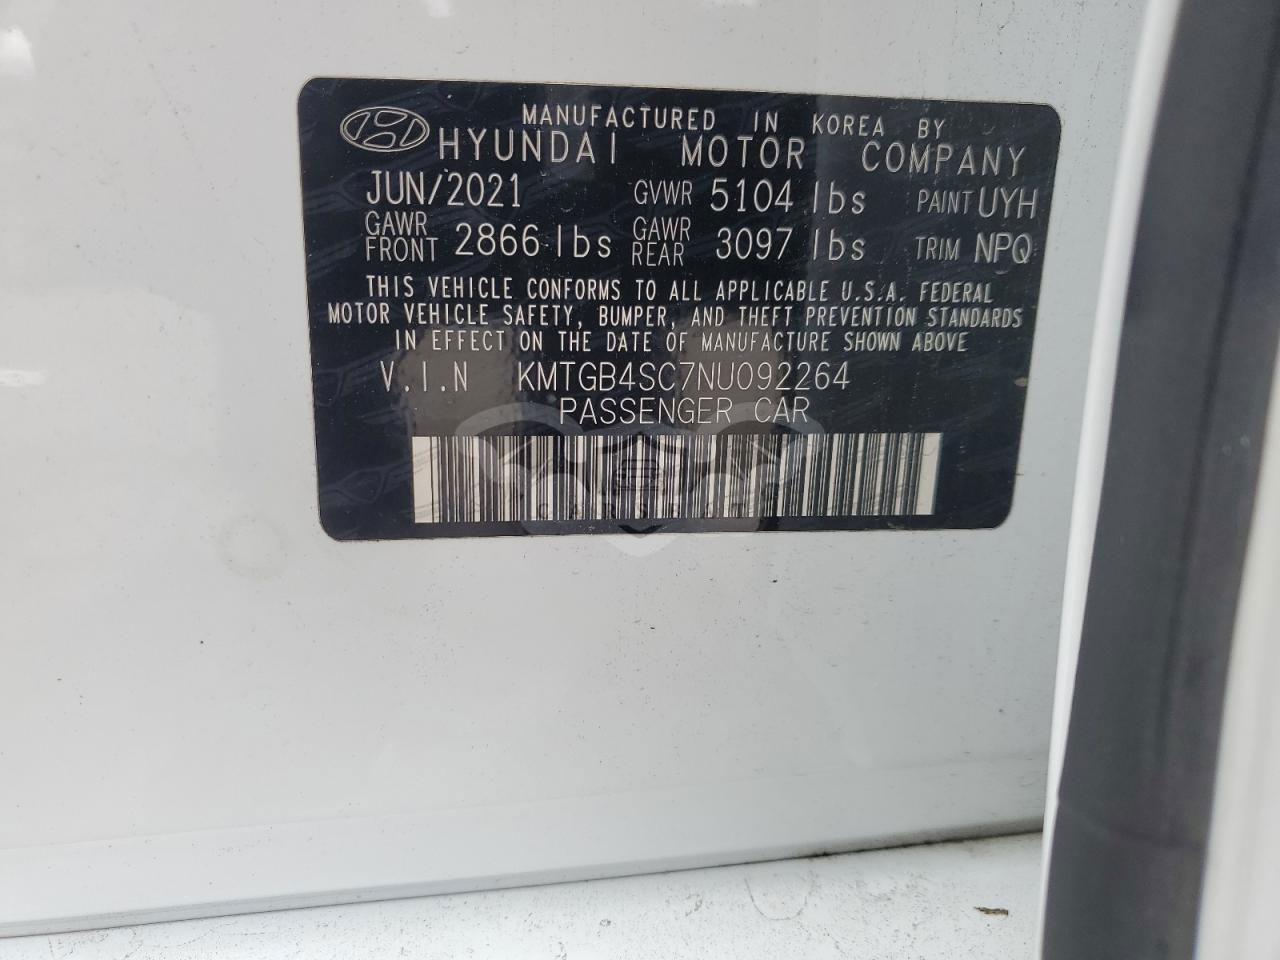 MANUFACTURED IN KOREA BY
HYUNDAI MOTOR COMPANY
JUN/2021 GVWR 5104 lbs PAINT UYH
GAWR FRONT 2866 lbs GAWR REAR 3097 lbs TRIM NPQ
THIS VEHICLE CONFORMS TO ALL APPLICABLE U.S.A. FEDERAL
MOTOR VEHICLE SAFETY, BUMPER, AND THEFT PREVENTION STANDARDS
IN EFFECT ON THE DATE OF MANUFACTURE SHOWN ABOVE
V.I.N KMTGB4SC7NU092264
PASSENGER CAR